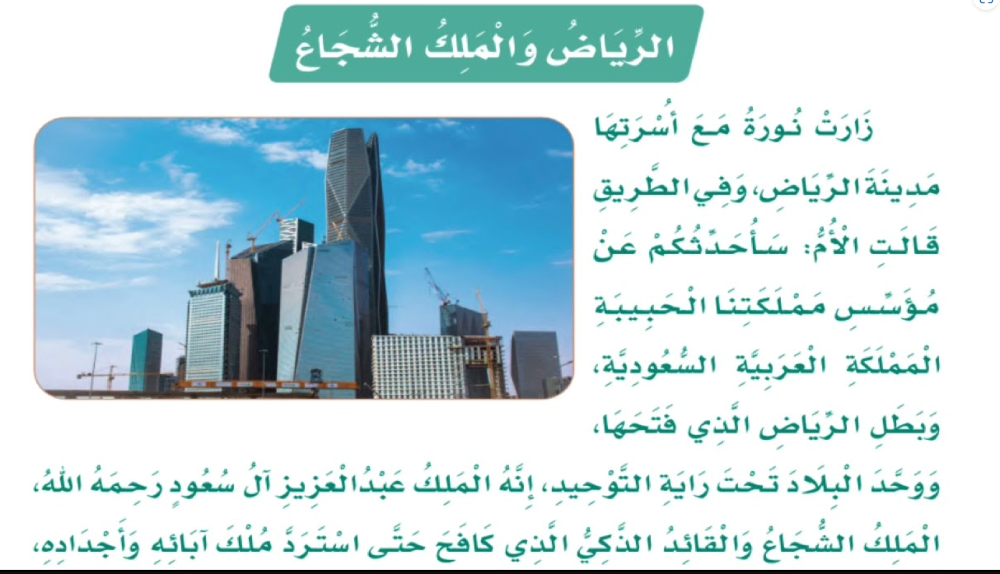 الرِّيَاضُ وَالْمَلِكُ الشُّجَاعُ
زَارَتْ نُورَةُ مَعَ أُسْرَتِهَا
مَدِينَةَ الرِّيَاضِ، وَفِي الطَّرِيقِ
قَالَتِ الْأُمُّ: سَأُحَدِّثُكُمْ عَنْ
مُؤَسِّسِ مَمْلَكَتِنَا الْحَبِيبَةِ
الْمَمْلَكَةِ الْعَرَبِيَّةِ السُّعُودِيَّةِ،
وَبَطَلِ الرِّيَاضِ الَّذِي فَتَحَهَا،
وَوَحَّدَ الْبِلَادَ تَحْتَ رَايَةِ التَّوْحِيدِ، إِنَّهُ الْمَلِكُ عَبْدُالْعَزِيزِ آلُ سُعُودٍ رَحِمَهُ اللهُ،
الْمَلِكُ الشُّجَاعُ وَالْقَائِدُ الذَّكِيُّ الَّذِي كَافَحَ حَتَّى اسْتَرَدَّ مُلْكَ آبَائِهِ وَأَجْدَادِهِ،